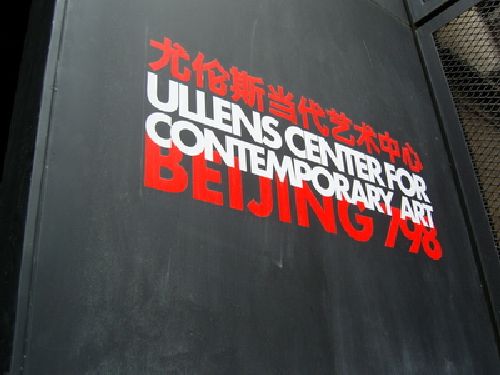 尤伦斯当代艺术中心
ULLENS CENTER FOR
CONTEMPORARY ART
BEIJING 798